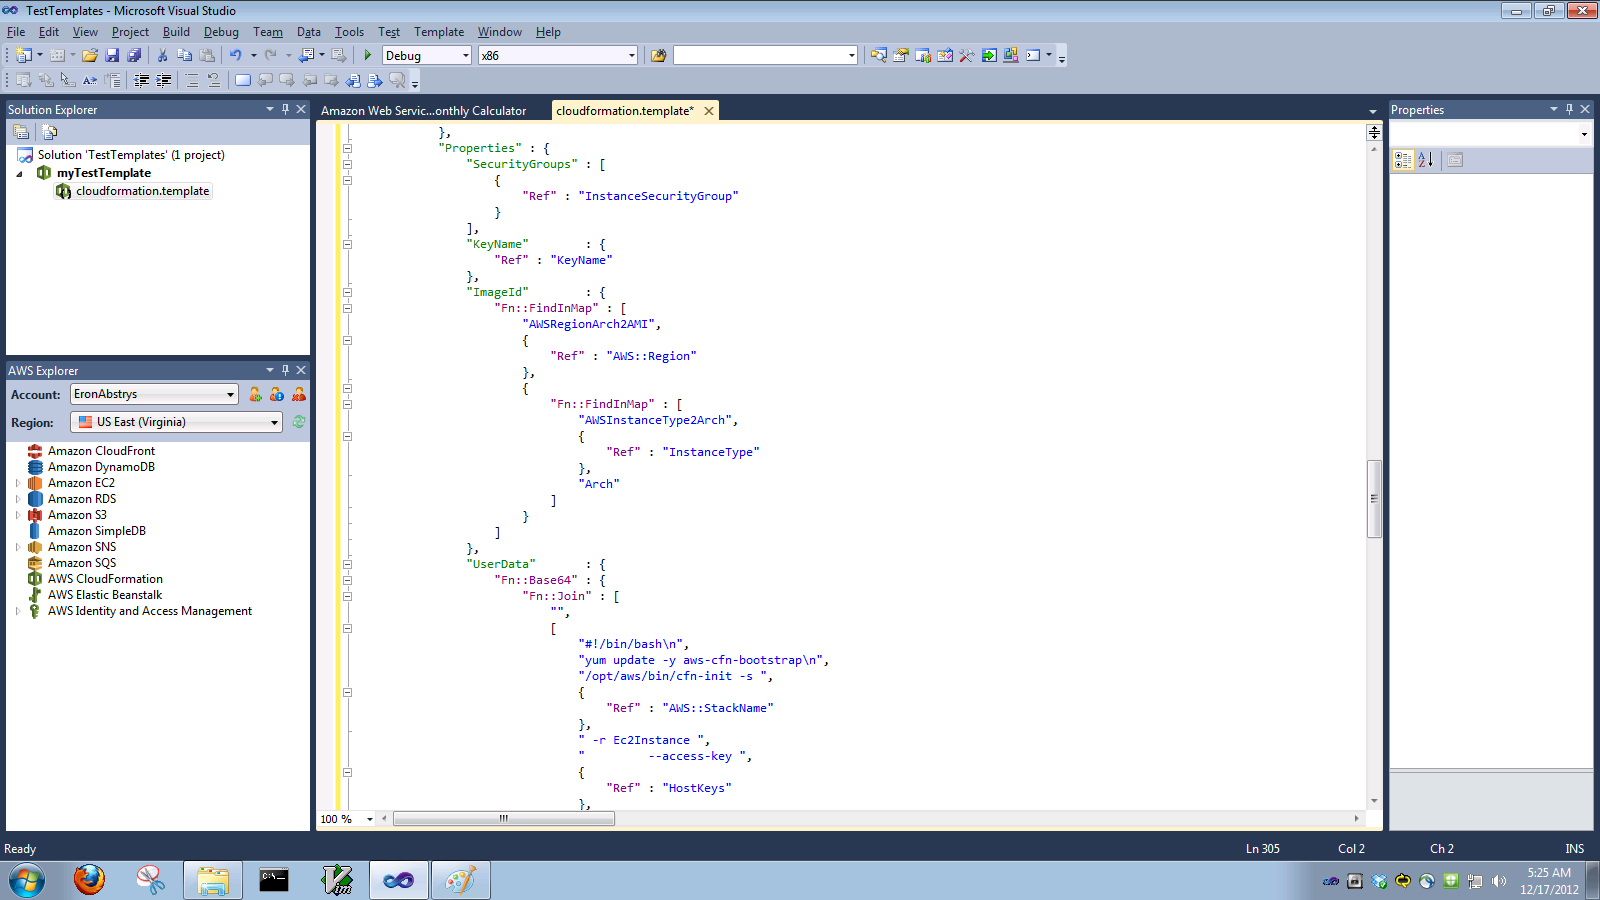 TestTemplates - Microsoft Visual Studio
File Edit View Project Build Debug Team Data Tools Test Template Window Help
Debug x86
Solution Explorer
Solution 'TestTemplates' (1 project)
myTestTemplate
cloudformation.template
AWS Explorer
Account: EronAbstrys
Region: US East (Virginia)
Amazon CloudFront
Amazon DynamoDB
Amazon EC2
Amazon RDS
Amazon S3
Amazon SimpleDB
Amazon SNS
Amazon SQS
AWS CloudFormation
AWS Elastic Beanstalk
AWS Identity and Access Management
Amazon Web Servic...onthly Calculator cloudformation.template*
},
"Properties" : {
"SecurityGroups" : [
{
"Ref" : "InstanceSecurityGroup"
}
],
"KeyName" : {
"Ref" : "KeyName"
},
"ImageId" : {
"Fn::FindInMap" : [
"AWSRegionArch2AMI",
{
"Ref" : "AWS::Region"
},
{
"Fn::FindInMap" : [
"AWSInstanceType2Arch",
{
"Ref" : "InstanceType"
},
"Arch"
]
}
]
},
"UserData" : {
"Fn::Base64" : {
"Fn::Join" : [
"",
[
"#!/bin/bash\n",
"yum update -y aws-cfn-bootstrap\n",
"/opt/aws/bin/cfn-init -s ",
{
"Ref" : "AWS::StackName"
},
" -r Ec2Instance ",
"         --access-key ",
{
"Ref" : "HostKeys"
},
100 %
Properties
Ready Ln 305 Col 2 Ch 2 INS
5:25 AM
12/17/2012